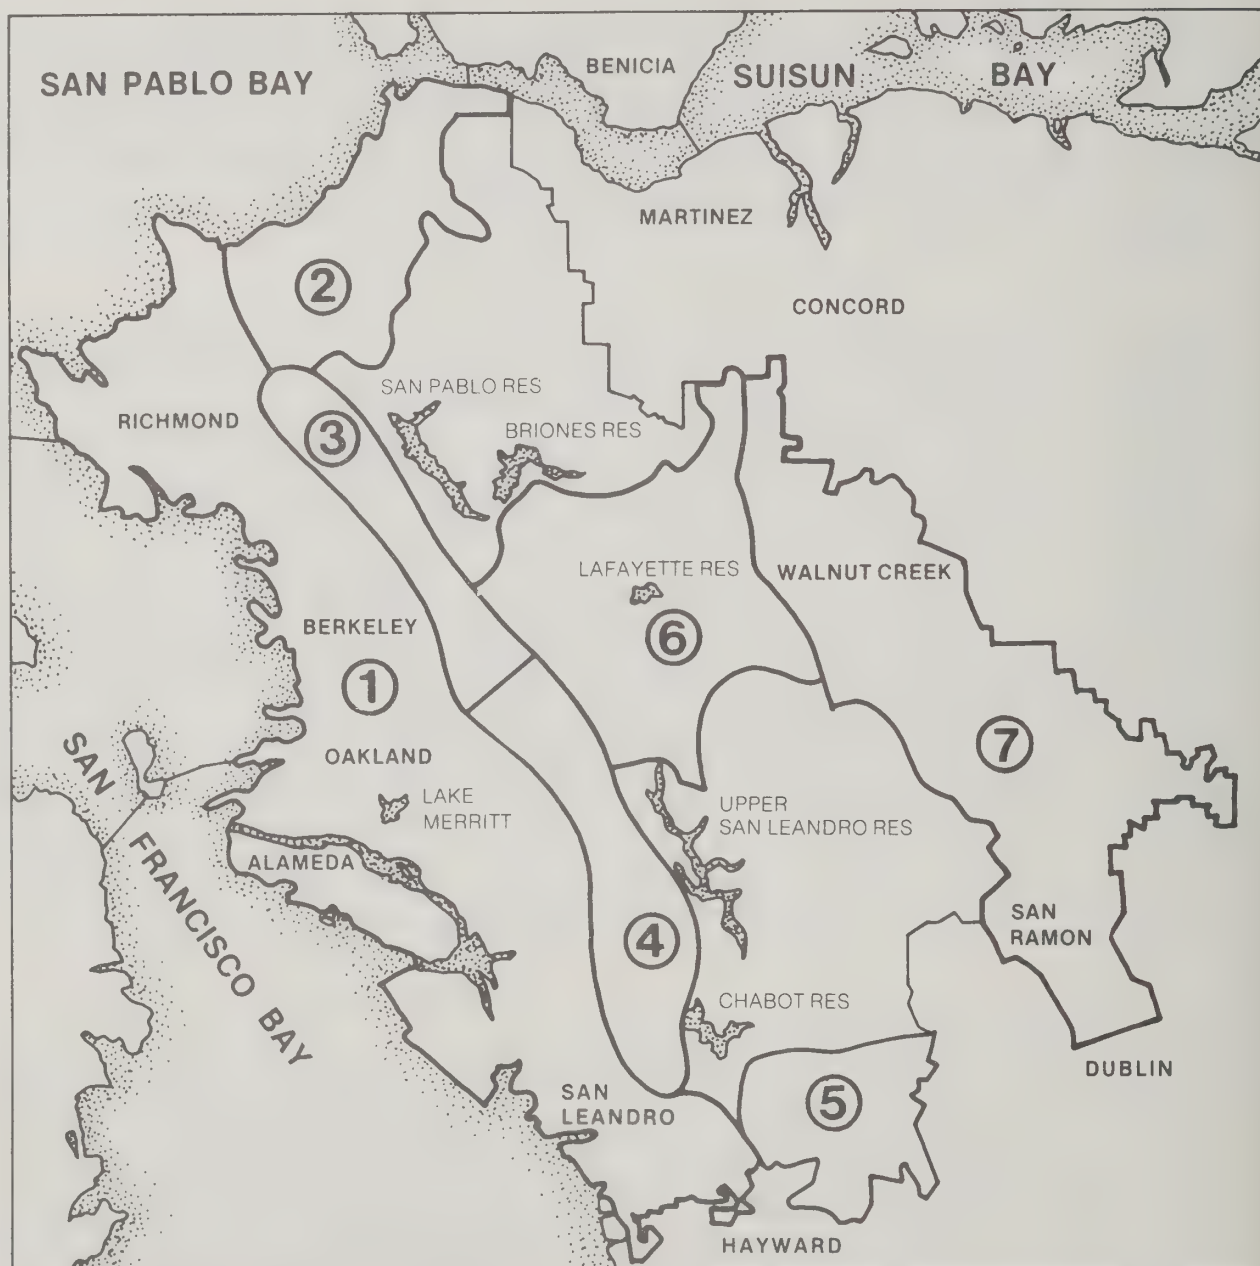 SAN PABLO BAY
BENICIA
SUISUN BAY
MARTINEZ
2
CONCORD
SAN PABLO RES
RICHMOND
3
BRIONES RES
LAFAYETTE RES
WALNUT CREEK
BERKELEY
6
1
SAN FRANCISCO BAY
OAKLAND
7
LAKE
MERRITT
UPPER
SAN LEANDRO RES
ALAMEDA
4
SAN
RAMON
CHABOT RES
DUBLIN
SAN
LEANDRO
5
HAYWARD